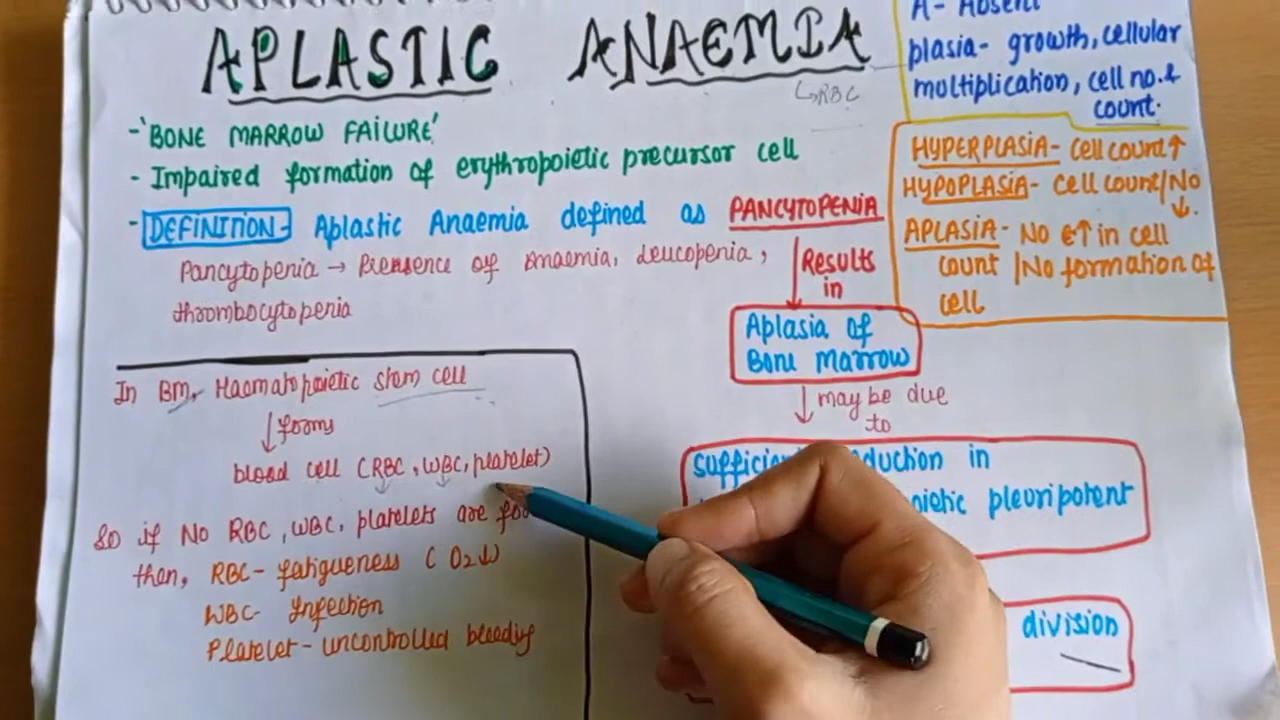 APLASTIC ANAEMIA
↳RBC
-'BONE MARROW FAILURE'
- Impaired formation of erythropoietic precursor cell
- DEFINITION- Aplastic Anaemia defined as PANCYTOPENIA
Pancytopenia → Presence of Anaemia, Leucopenia,
thrombocytopenia
A- Absent
plasia- growth, cellular
multiplication, cell no. &
count.
HYPERPLASIA- Cell count↑
HYPOPLASIA- Cell count/No
↓.
APLASIA- No ↑ in cell
count /No formation of
cell
Results
in
Aplasia of
Bone Marrow
may be due
to
In BM, Haematopoietic stem cell
↓ forms
blood cell (RBC, WBC, platelet)
So if No RBC, WBC, platelets are
then, RBC- fatigueness ( O2↓)
WBC- Infection
Platelet- uncontrolled bleeding
in
pleuripotent
division